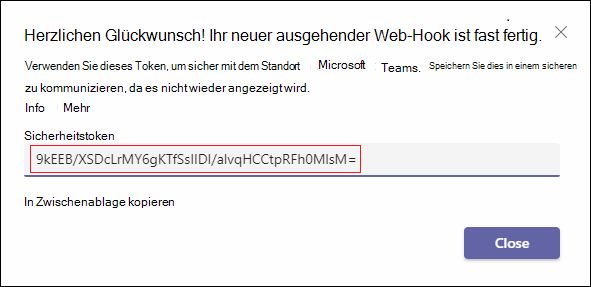 Herzlichen Glückwunsch! Ihr neuer ausgehender Web-Hook ist fast fertig.
Verwenden Sie dieses Token, um sicher mit dem Standort Microsoft Teams. Speichern Sie dies in einem sicheren
zu kommunizieren, da es nicht wieder angezeigt wird.
Info Mehr
Sicherheitstoken
9kEEB/XSDcLrMY6gKTfSsIIDI/aIvqHCCtpRFh0MIsM=
In Zwischenablage kopieren
Close